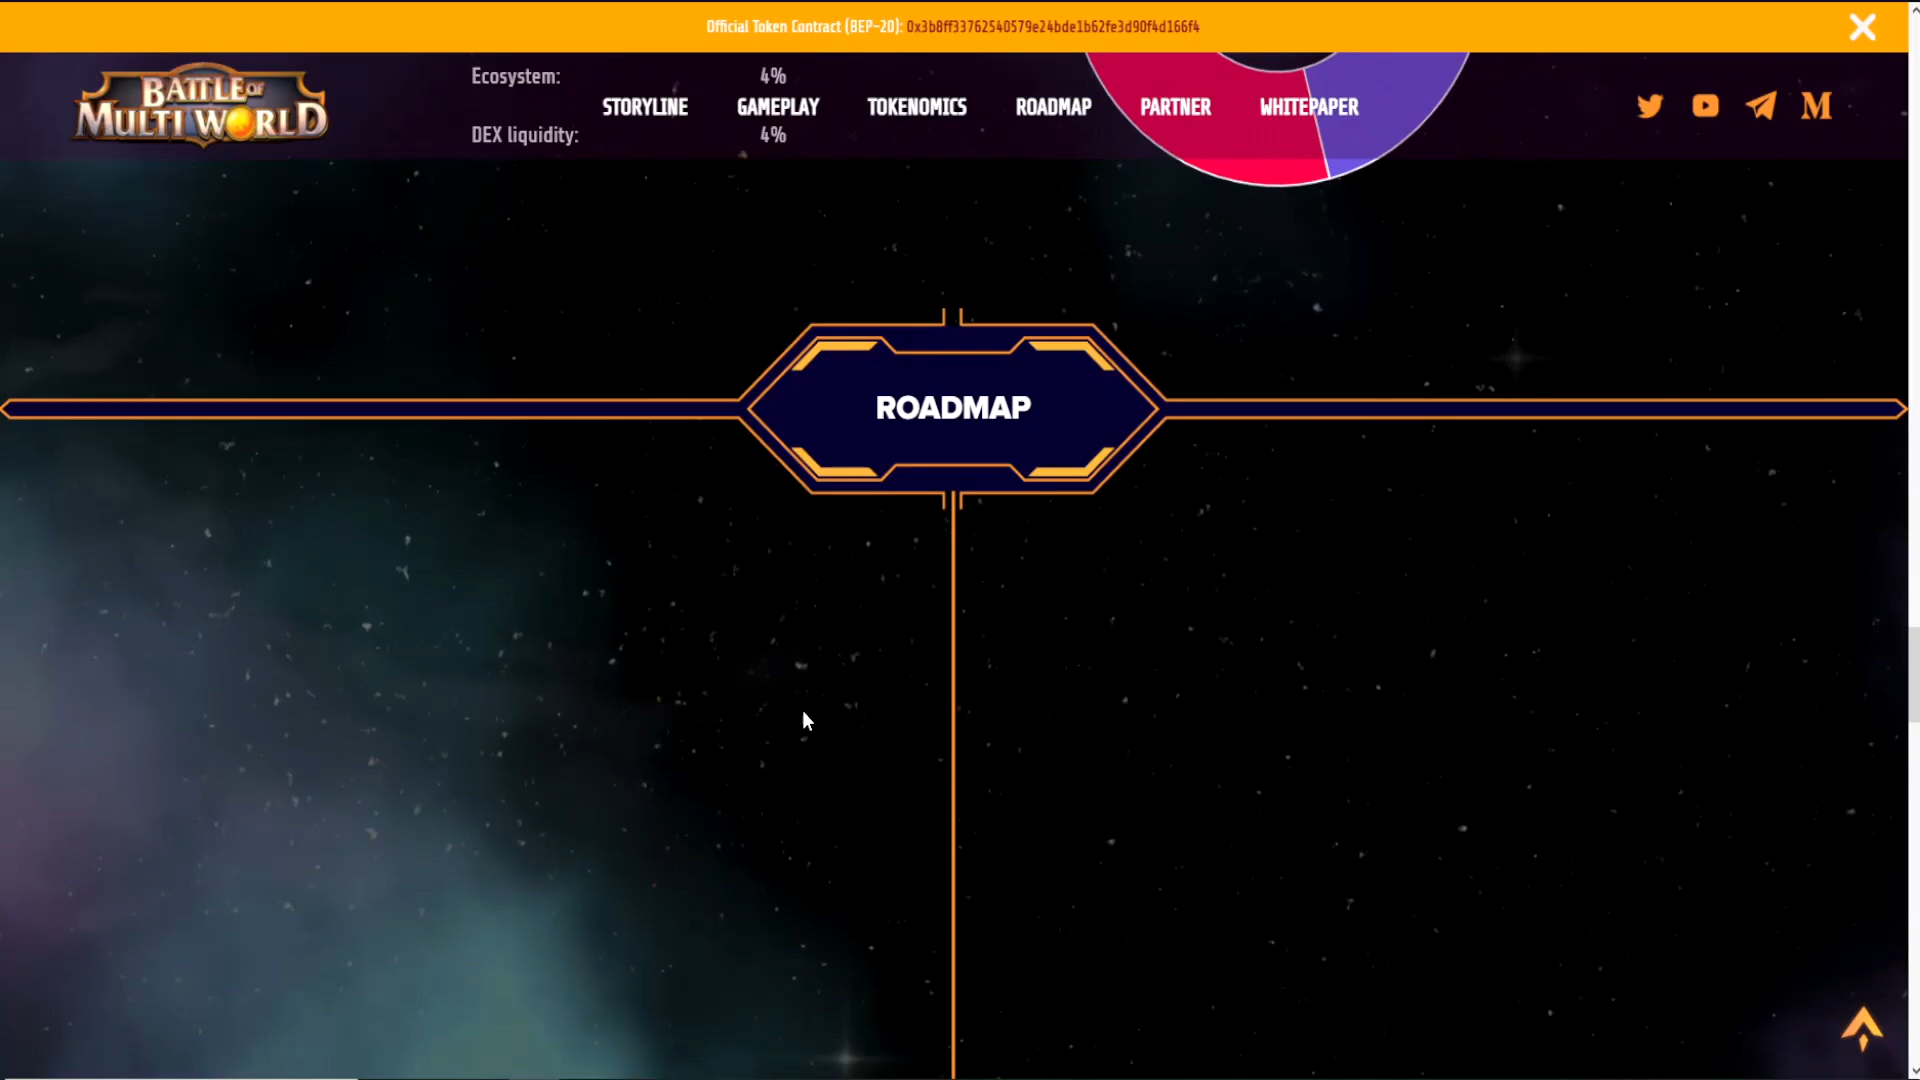 Official Token Contract (BEP-20): 0x3b8ff33762540579e24bde1b62fe3d90f4d166f4
BATTLE OF
MULTI WORLD
Ecosystem: 4%
STORYLINE GAMEPLAY TOKENOMICS ROADMAP PARTNER WHITEPAPER
DEX liquidity: 4%
ROADMAP